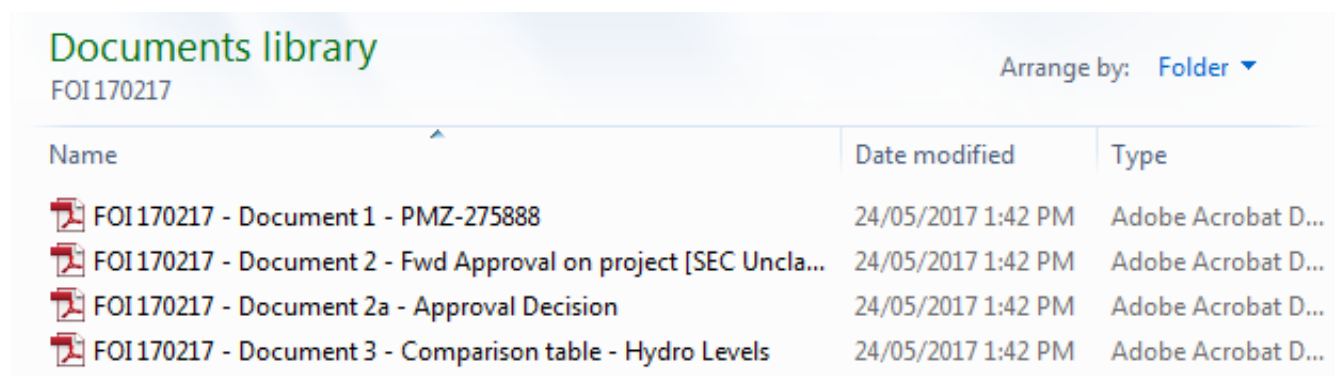 Documents library
FOI 170217
Arrange by: Folder
Name Date modified Type
FOI 170217 - Document 1 - PMZ-275888 24/05/2017 1:42 PM Adobe Acrobat D...
FOI 170217 - Document 2 - Fwd Approval on project [SEC Uncla... 24/05/2017 1:42 PM Adobe Acrobat D...
FOI 170217 - Document 2a - Approval Decision 24/05/2017 1:42 PM Adobe Acrobat D...
FOI 170217 - Document 3 - Comparison table - Hydro Levels 24/05/2017 1:42 PM Adobe Acrobat D...